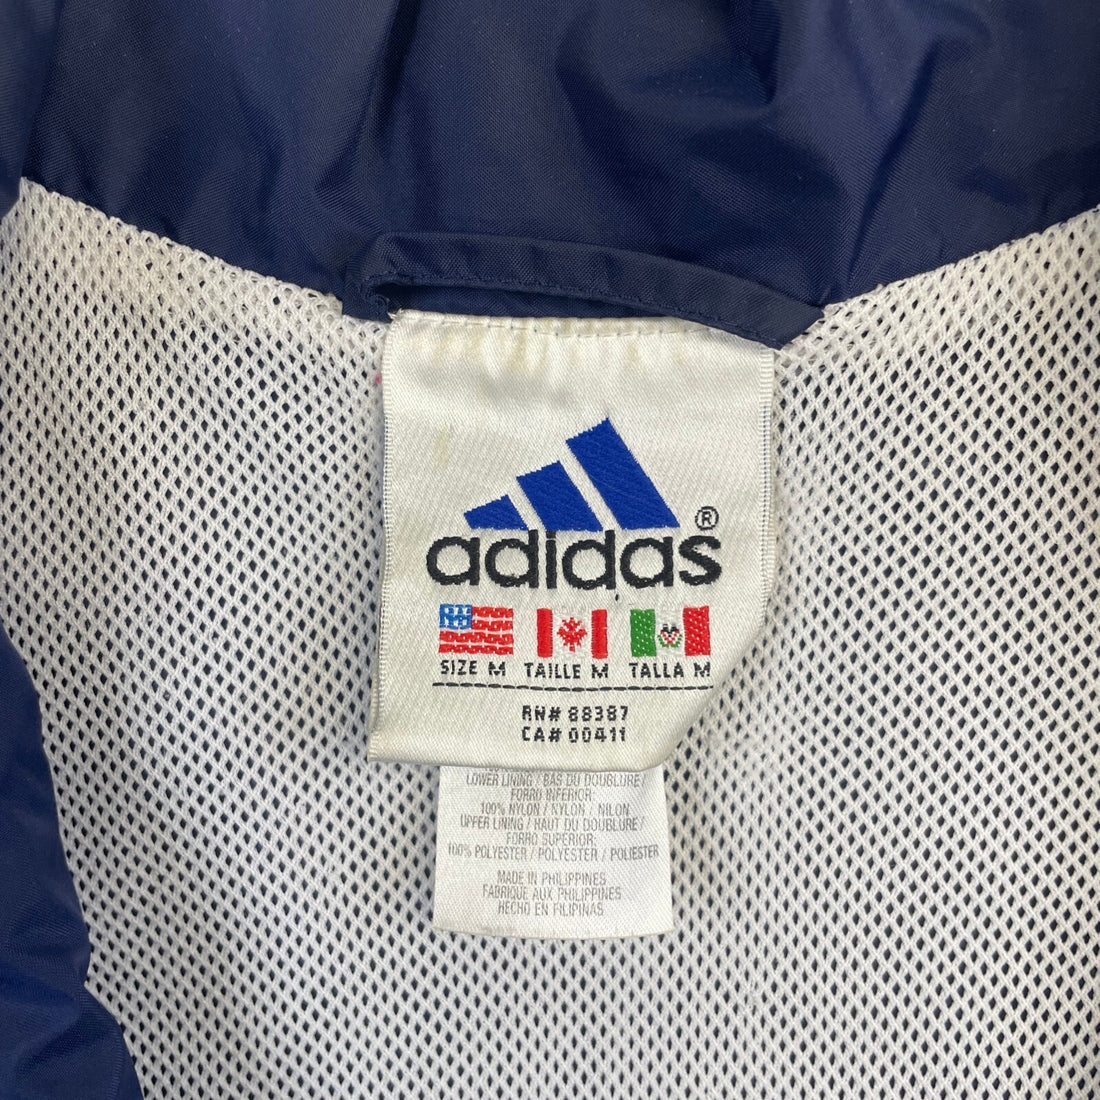 adidas®
SIZE M TAILLE M TALLA M
RN# 88387
CA# 00411
LOWER LINING / BAS DU DOUBLURE /
FORRO INFERIOR:
100% NYLON / NYLON / NILON
UPPER LINING / HAUT DU DOUBLURE /
FORRO SUPERIOR:
100% POLYESTER / POLYESTER / POLIESTER
MADE IN PHILIPPINES
FABRIQUE AUX PHILIPPINES
HECHO EN FILIPINAS